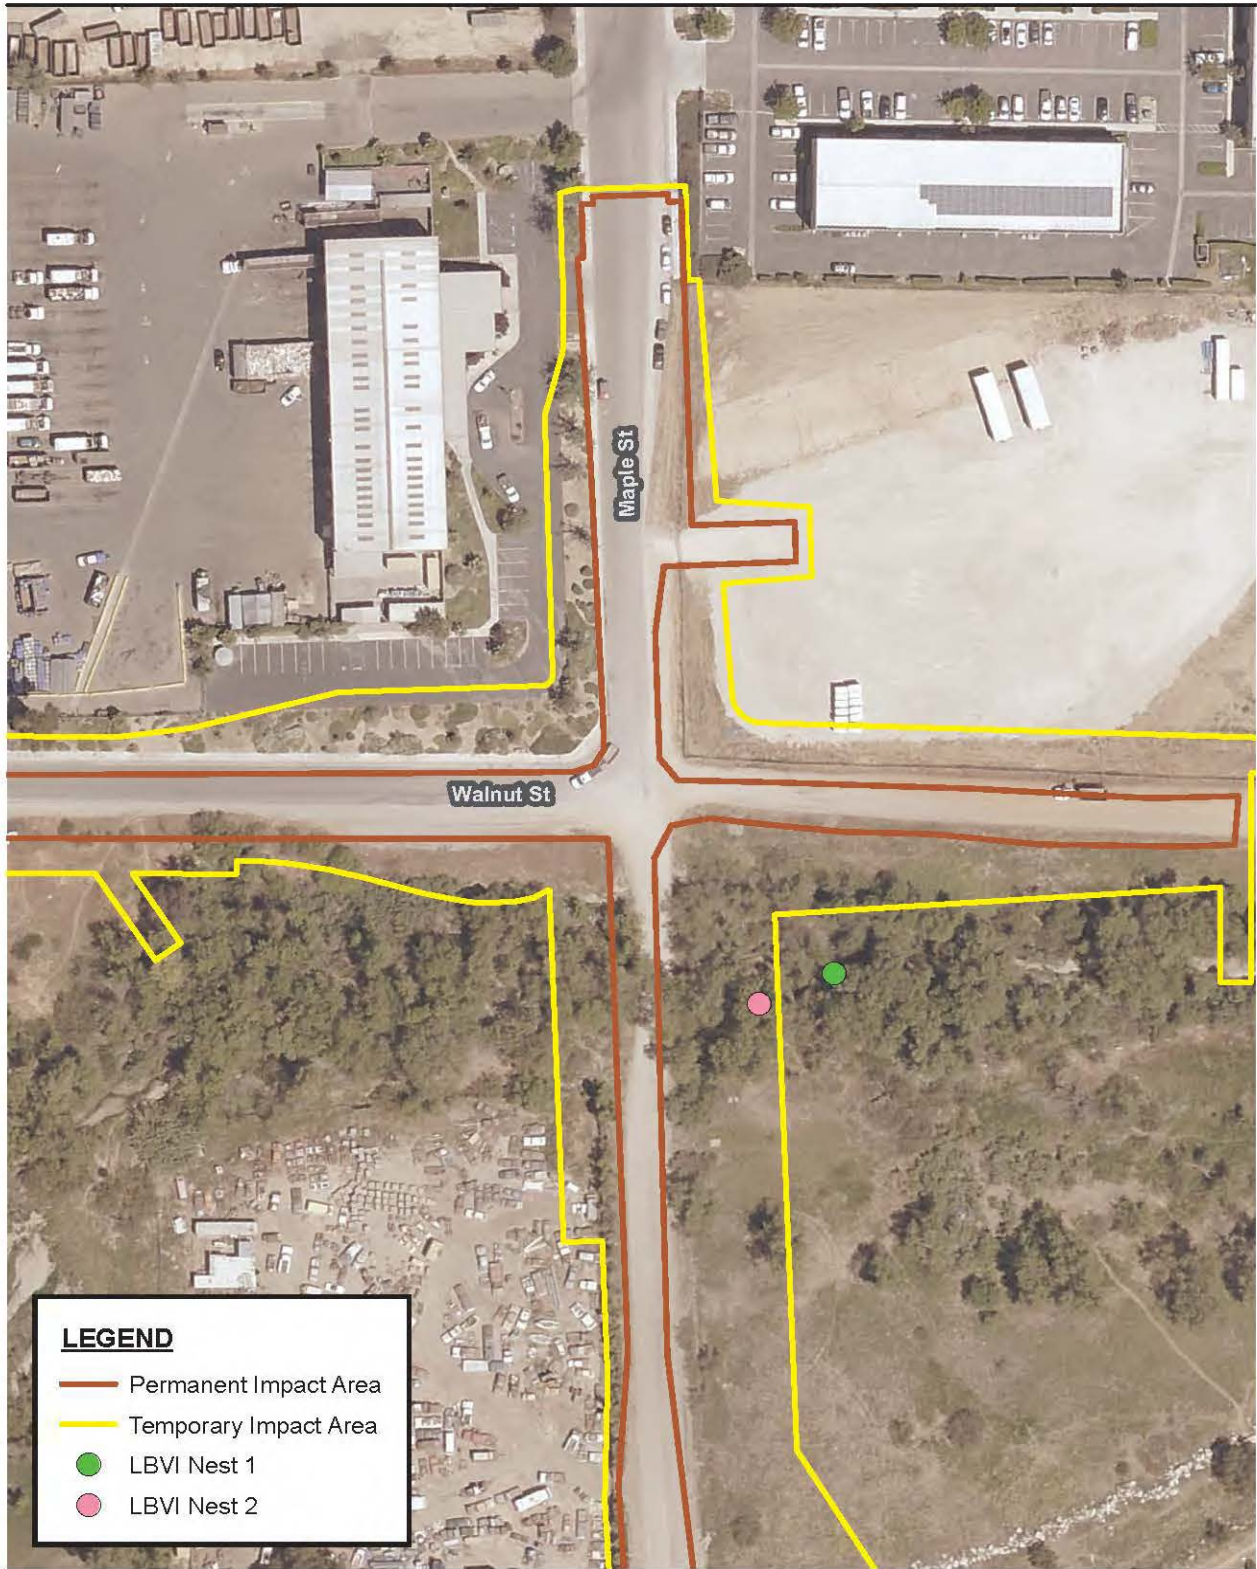 Maple St
Walnut St
LEGEND
Permanent Impact Area
Temporary Impact Area
LBVI Nest 1
LBVI Nest 2